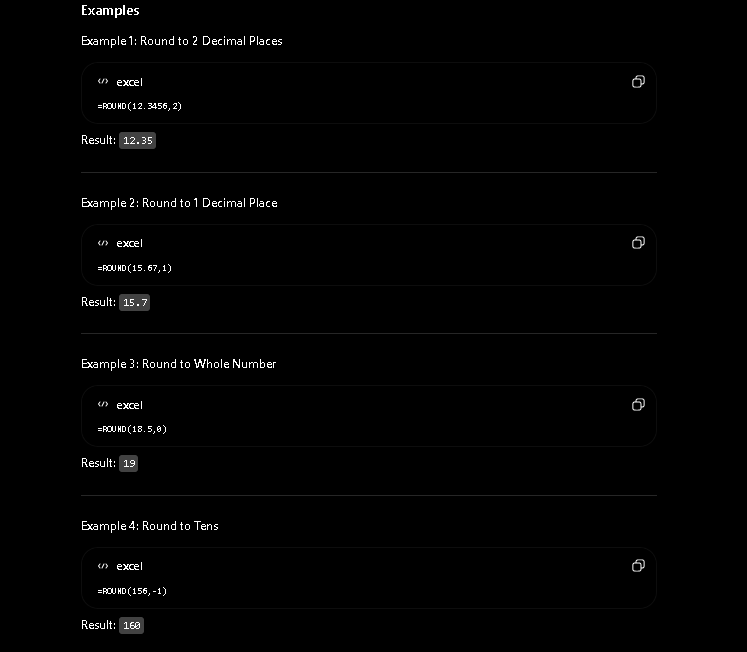 Examples
Example 1: Round to 2 Decimal Places
excel
=ROUND(12.3456,2)
Result: 12.35
Example 2: Round to 1 Decimal Place
excel
=ROUND(15.67,1)
Result: 15.7
Example 3: Round to Whole Number
excel
=ROUND(18.5,0)
Result: 19
Example 4: Round to Tens
excel
=ROUND(156,-1)
Result: 160